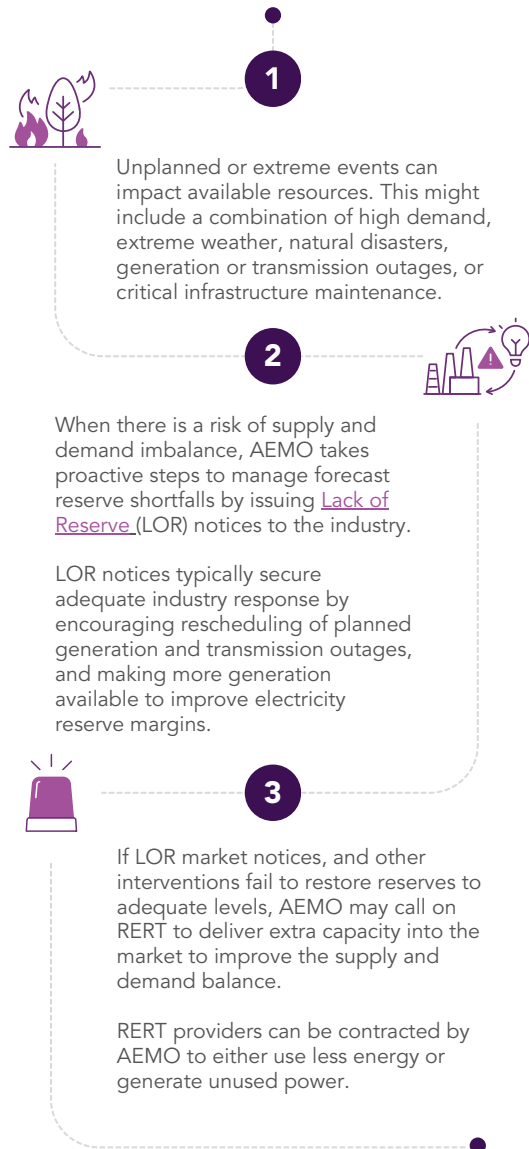 1
Unplanned or extreme events can
impact available resources. This might
include a combination of high demand,
extreme weather, natural disasters,
generation or transmission outages, or
critical infrastructure maintenance.
2
When there is a risk of supply and
demand imbalance, AEMO takes
proactive steps to manage forecast
reserve shortfalls by issuing Lack of
Reserve (LOR) notices to the industry.
LOR notices typically secure
adequate industry response by
encouraging rescheduling of planned
generation and transmission outages,
and making more generation
available to improve electricity
reserve margins.
3
If LOR market notices, and other
interventions fail to restore reserves to
adequate levels, AEMO may call on
RERT to deliver extra capacity into the
market to improve the supply and
demand balance.
RERT providers can be contracted by
AEMO to either use less energy or
generate unused power.